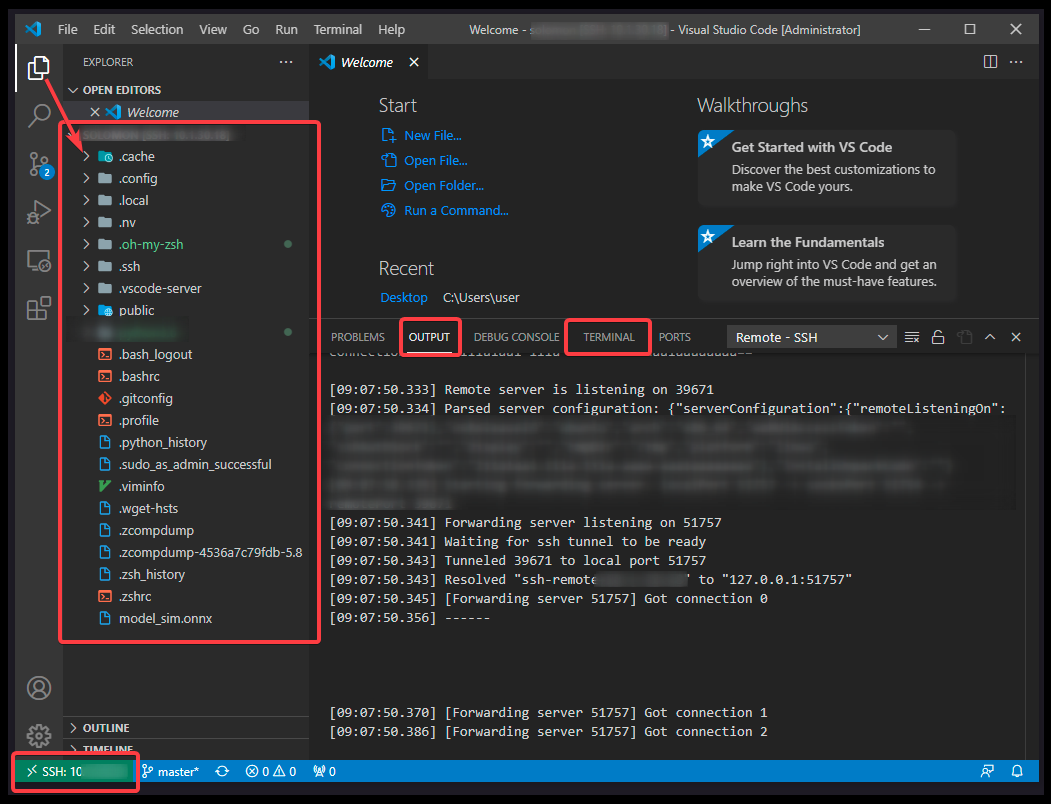 File Edit Selection View Go Run Terminal Help
Welcome - - Visual Studio Code [Administrator]
EXPLORER
OPEN EDITORS
Welcome
.cache
.config
.local
.nv
.oh-my-zsh
.ssh
.vscode-server
public
.bash_logout
.bashrc
.gitconfig
.profile
.python_history
.sudo_as_admin_successful
.viminfo
.wget-hsts
.zcompdump
.zcompdump-4536a7c79fdb-5.8
.zsh_history
.zshrc
model_sim.onnx
OUTLINE
TIMELINE
2
Welcome
Start
New File...
Open File...
Open Folder...
Run a Command...
Recent
Desktop C:\Users\user
Walkthroughs
Get Started with VS Code
Discover the best customizations to
make VS Code yours.
Learn the Fundamentals
Jump right into VS Code and get an
overview of the must-have features.
PROBLEMS OUTPUT DEBUG CONSOLE TERMINAL PORTS
Remote - SSH
[09:07:50.333] Remote server is listening on 39671
[09:07:50.334] Parsed server configuration: {"serverConfiguration":{"remoteListeningOn":
[09:07:50.341] Forwarding server listening on 51757
[09:07:50.341] Waiting for ssh tunnel to be ready
[09:07:50.343] Tunneled 39671 to local port 51757
[09:07:50.343] Resolved "ssh-remote " to "127.0.0.1:51757"
[09:07:50.345] [Forwarding server 51757] Got connection 0
[09:07:50.356] ------
[09:07:50.370] [Forwarding server 51757] Got connection 1
[09:07:50.386] [Forwarding server 51757] Got connection 2
SSH: 10 master* 0 0 0